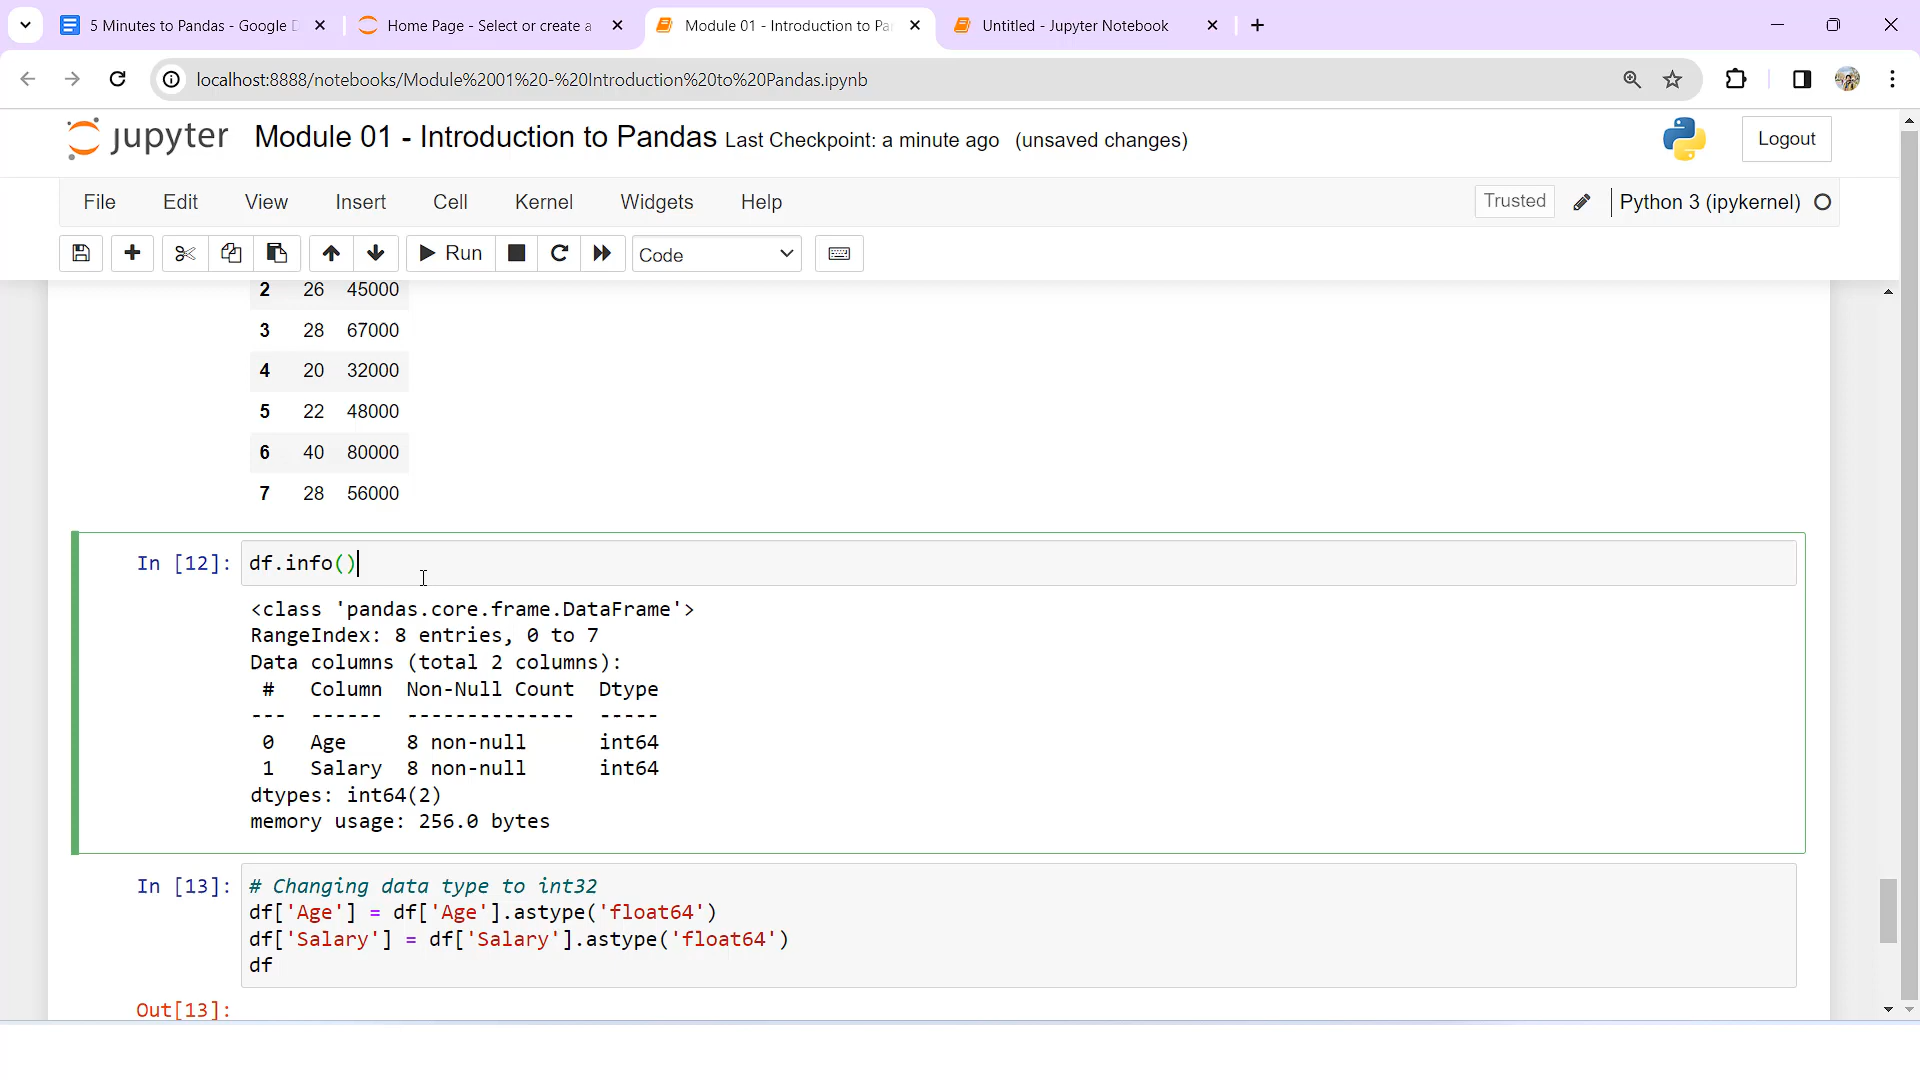 5 Minutes to Pandas - Google D
Home Page - Select or create a
Module 01 - Introduction to Pa
Untitled - Jupyter Notebook
localhost:8888/notebooks/Module%2001%20-%20Introduction%20to%20Pandas.ipynb
jupyter Module 01 - Introduction to Pandas Last Checkpoint: a minute ago (unsaved changes)
Logout
File Edit View Insert Cell Kernel Widgets Help
Trusted
Python 3 (ipykernel)
Run
Code
2 26 45000
3 28 67000
4 20 32000
5 22 48000
6 40 80000
7 28 56000
In [12]: df.info()
<class 'pandas.core.frame.DataFrame'>
RangeIndex: 8 entries, 0 to 7
Data columns (total 2 columns):
# Column Non-Null Count Dtype
--- ------ -------------- -----
0 Age 8 non-null int64
1 Salary 8 non-null int64
dtypes: int64(2)
memory usage: 256.0 bytes
In [13]: # Changing data type to int32
df['Age'] = df['Age'].astype('float64')
df['Salary'] = df['Salary'].astype('float64')
df
Out[13]: